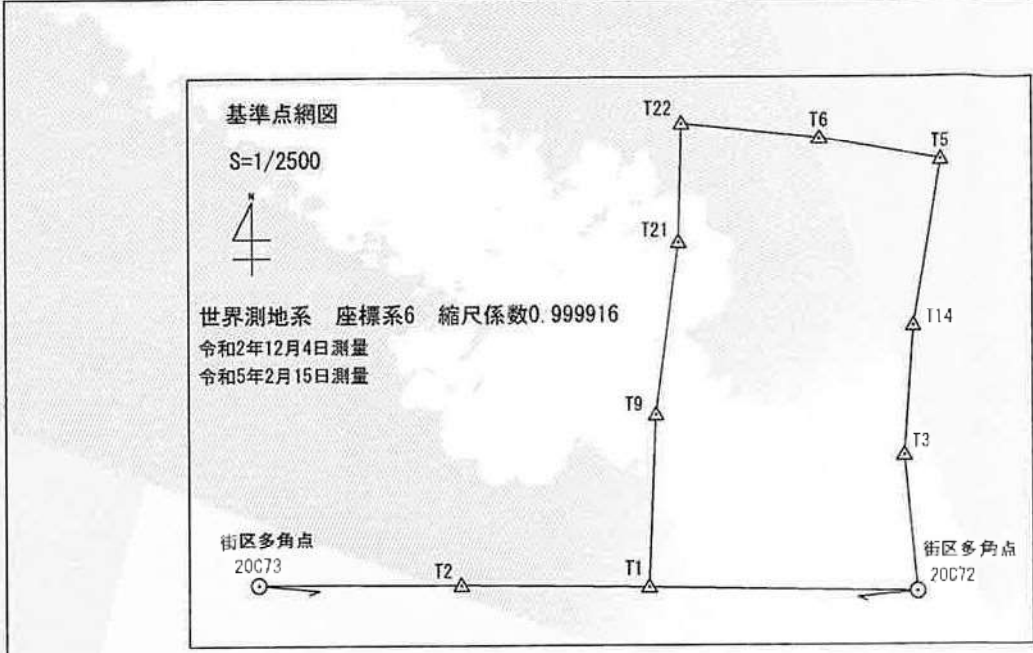 基準点網図
S=1/2500
N
世界測地系 座標系6 縮尺係数0.999916
令和2年12月4日測量
令和5年2月15日測量
T22
T6
T5
T21
T14
T9
T3
街区多角点
20C73
T2
T1
街区多角点
20C72